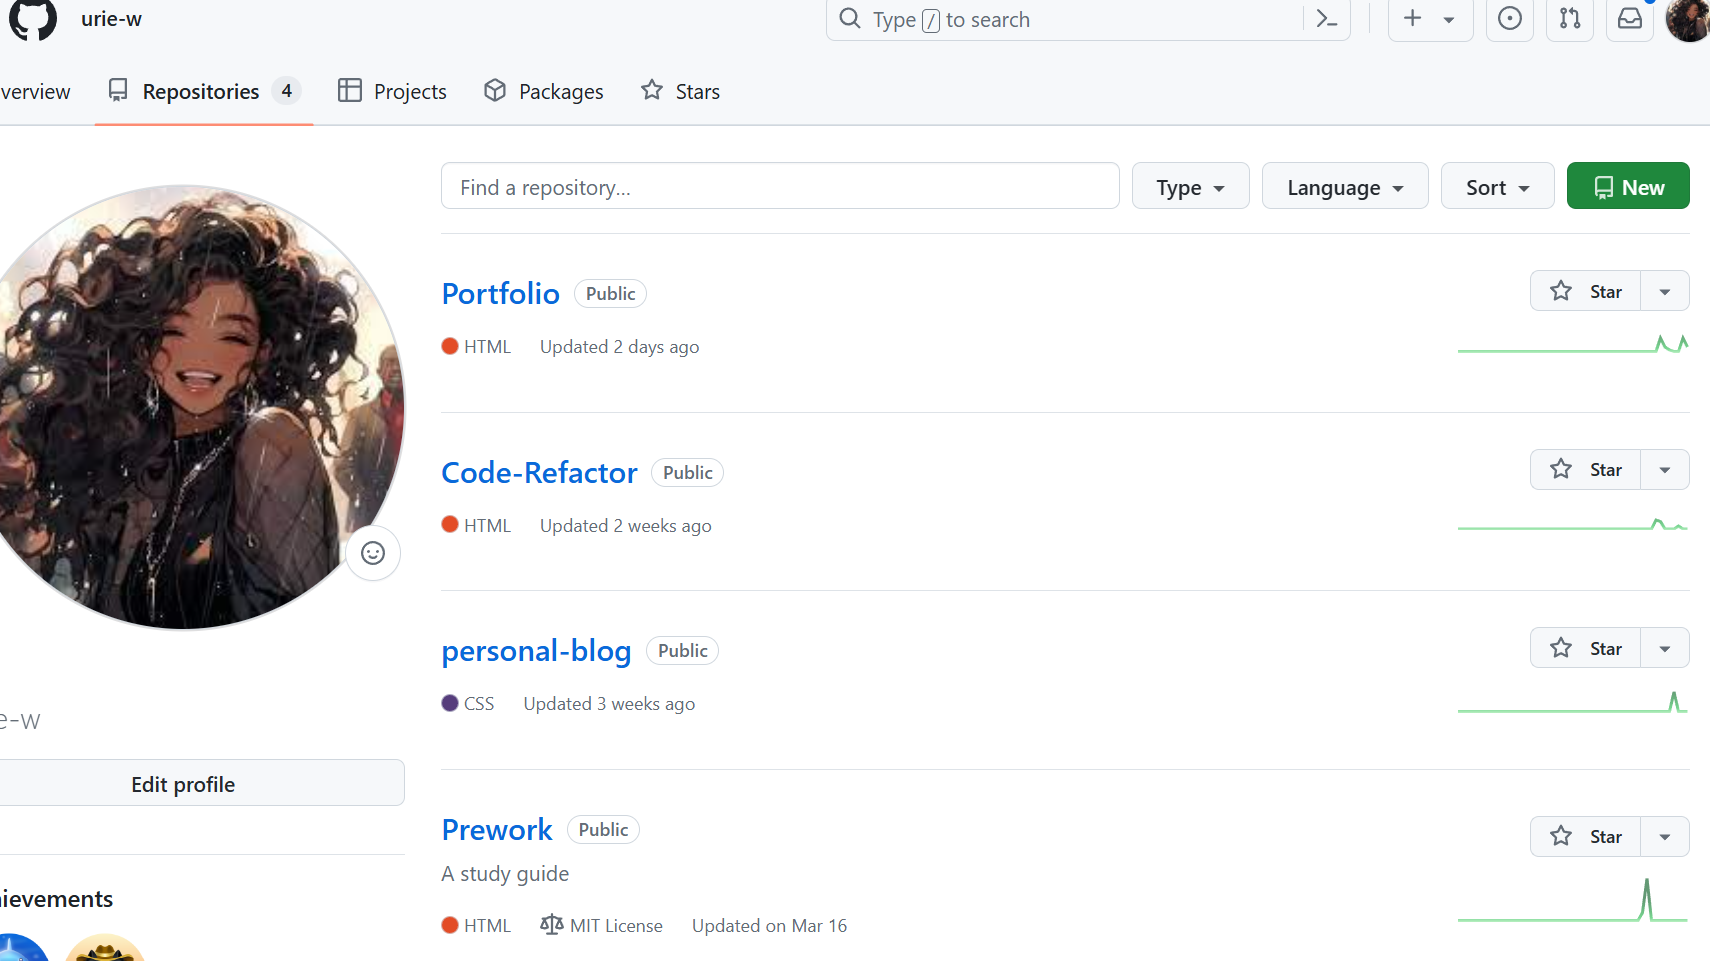 urie-w
Type / to search
verview
Repositories 4
Projects
Packages
Stars
Find a repository...
Type
Language
Sort
New
Portfolio Public
Star
HTML Updated 2 days ago
Code-Refactor Public
Star
HTML Updated 2 weeks ago
personal-blog Public
Star
CSS Updated 3 weeks ago
e-w
Edit profile
Prework Public
Star
A study guide
HTML MIT License Updated on Mar 16
ievements